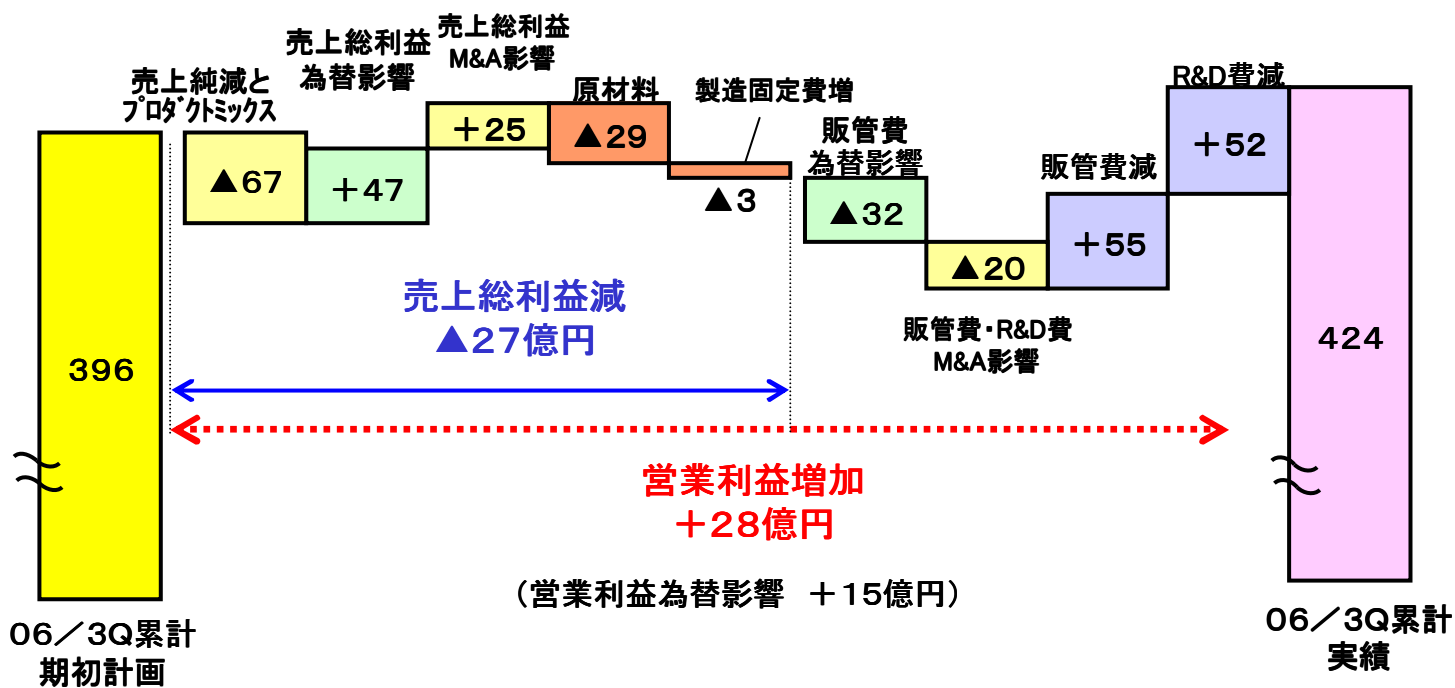 売上純減と
プロダクトミックス
▲67
売上総利益
為替影響
＋47
売上総利益
M&A影響
＋25
原材料
▲29
製造固定費増
▲3
販管費
為替影響
▲32
▲20
販管費・R&D費
M&A影響
販管費減
＋55
R&D費減
＋52
396
424
売上総利益減
▲27億円
営業利益増加
＋28億円
（営業利益為替影響　＋15億円）
06／3Q累計
期初計画
06／3Q累計
実績